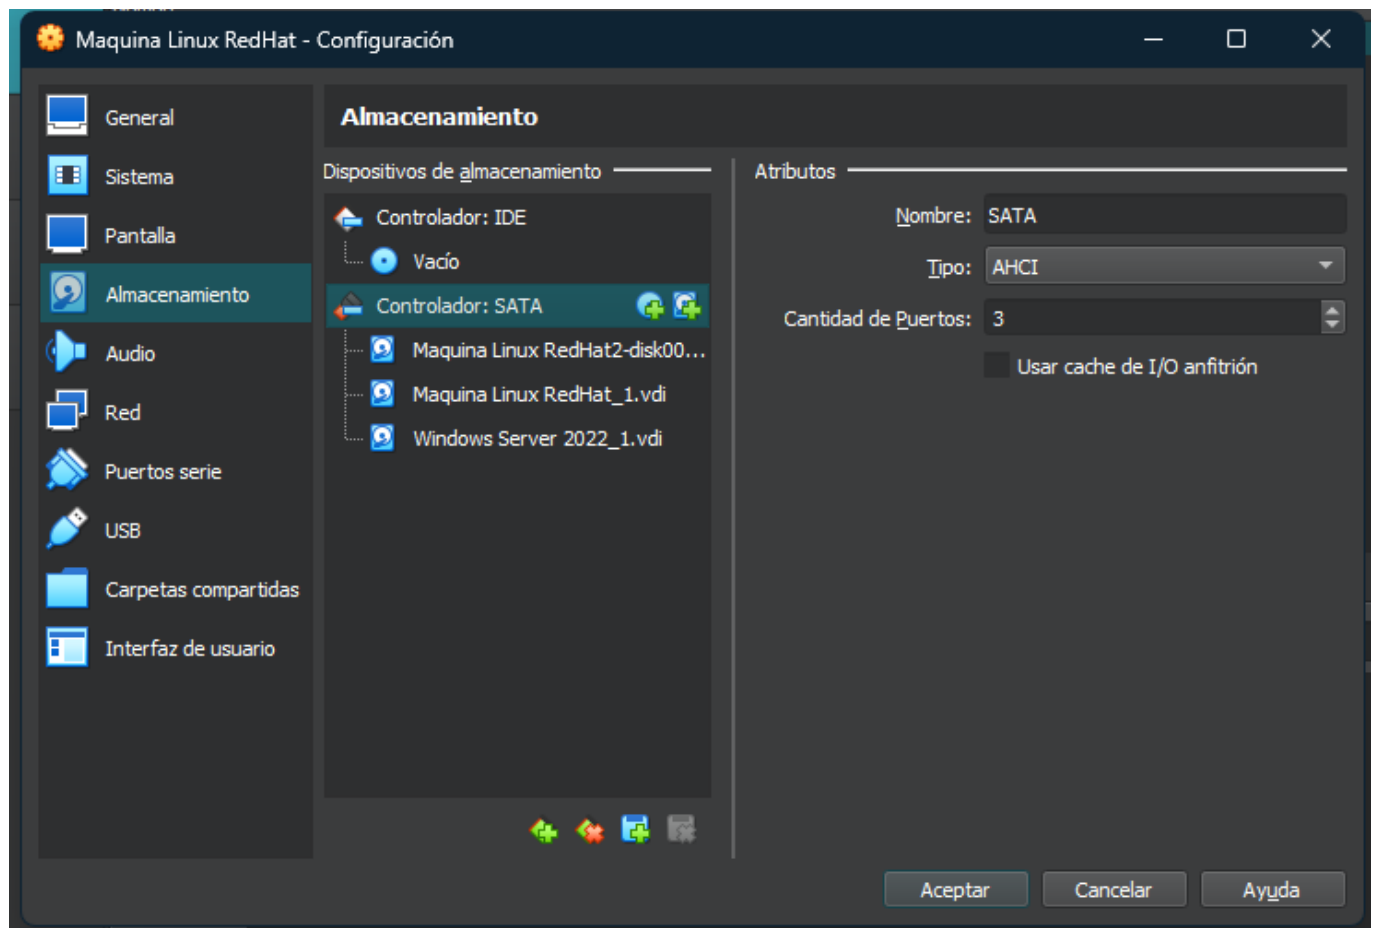 Maquina Linux RedHat - Configuración
General
Sistema
Pantalla
Almacenamiento
Audio
Red
Puertos serie
USB
Carpetas compartidas
Interfaz de usuario
Almacenamiento
Dispositivos de almacenamiento
Controlador: IDE
Vacío
Controlador: SATA
Maquina Linux RedHat2-disk00...
Maquina Linux RedHat_1.vdi
Windows Server 2022_1.vdi
Atributos
Nombre: SATA
Tipo: AHCI
Cantidad de Puertos: 3
Usar cache de I/O anfitrión
Aceptar Cancelar Ayuda